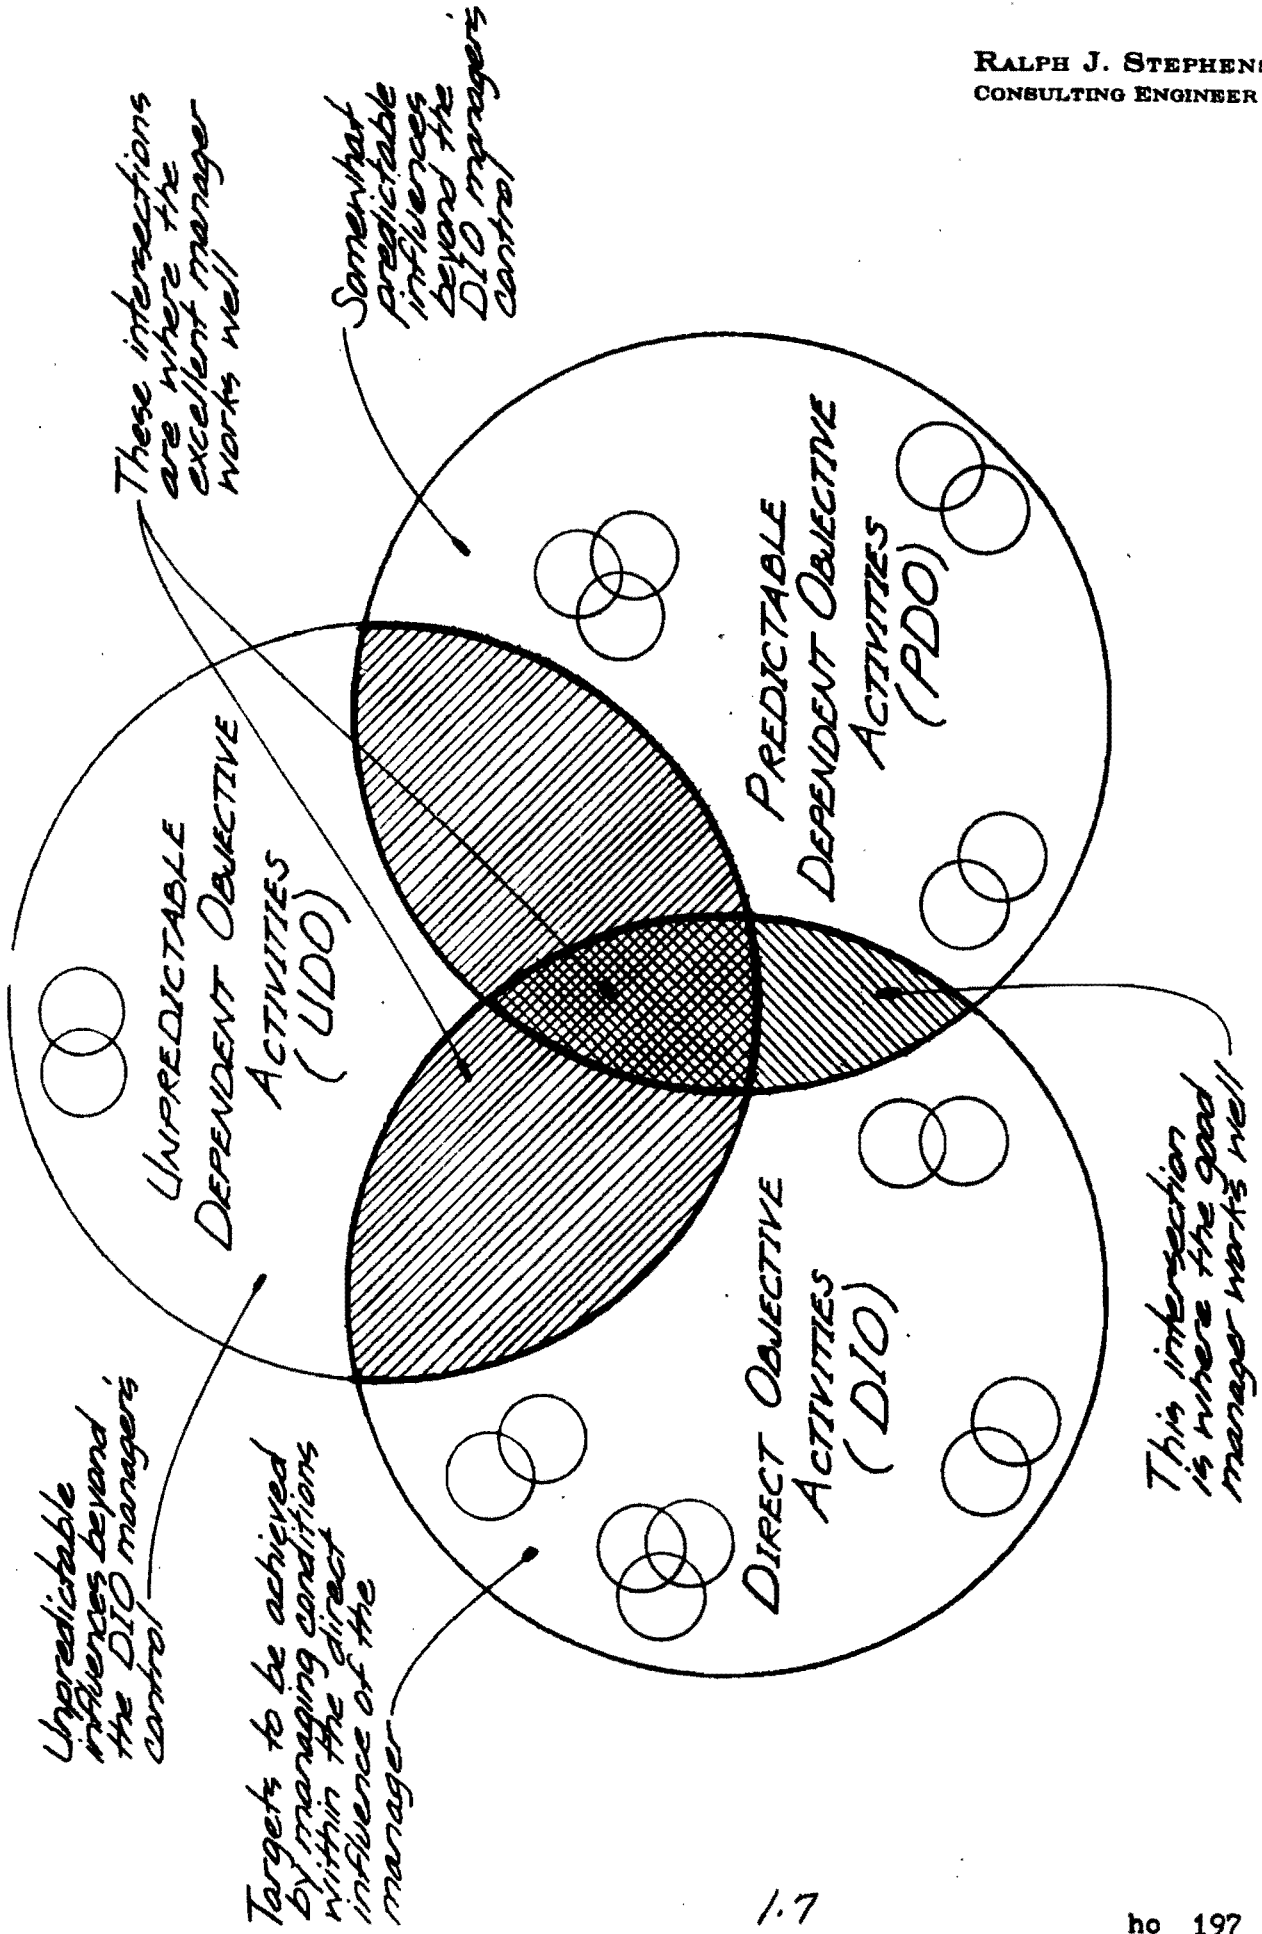 RALPH J. STEPHENS
CONSULTING ENGINEER
These intersections
are where the
excellent manager
works well
Somewhat
predictable
influences
beyond the
DIO manager's
control
Unpredictable
influences beyond
the DIO manager's
control
UNPREDICTABLE
DEPENDENT OBJECTIVE
ACTIVITIES
(UDO)
Targets to be achieved
by managing conditions
within the direct
influence of the
manager
DIRECT OBJECTIVE
ACTIVITIES
(DIO)
PREDICTABLE
DEPENDENT OBJECTIVE
ACTIVITIES
(PDO)
This intersection
is where the good
manager works well
1.7
ho 197